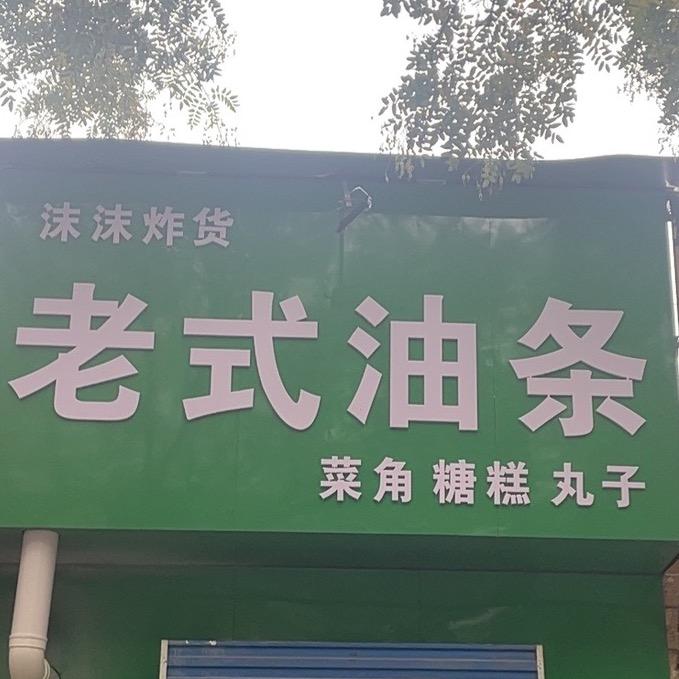 沫沫炸货
老式油条
菜角 糖糕 丸子